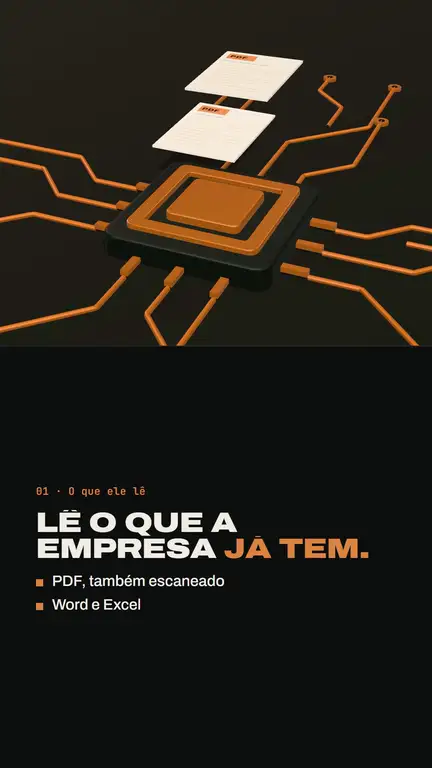 PDF
PDF
01 · O que ele lê
LÊ O QUE A
EMPRESA JÁ TEM.
PDF, também escaneado
Word e Excel